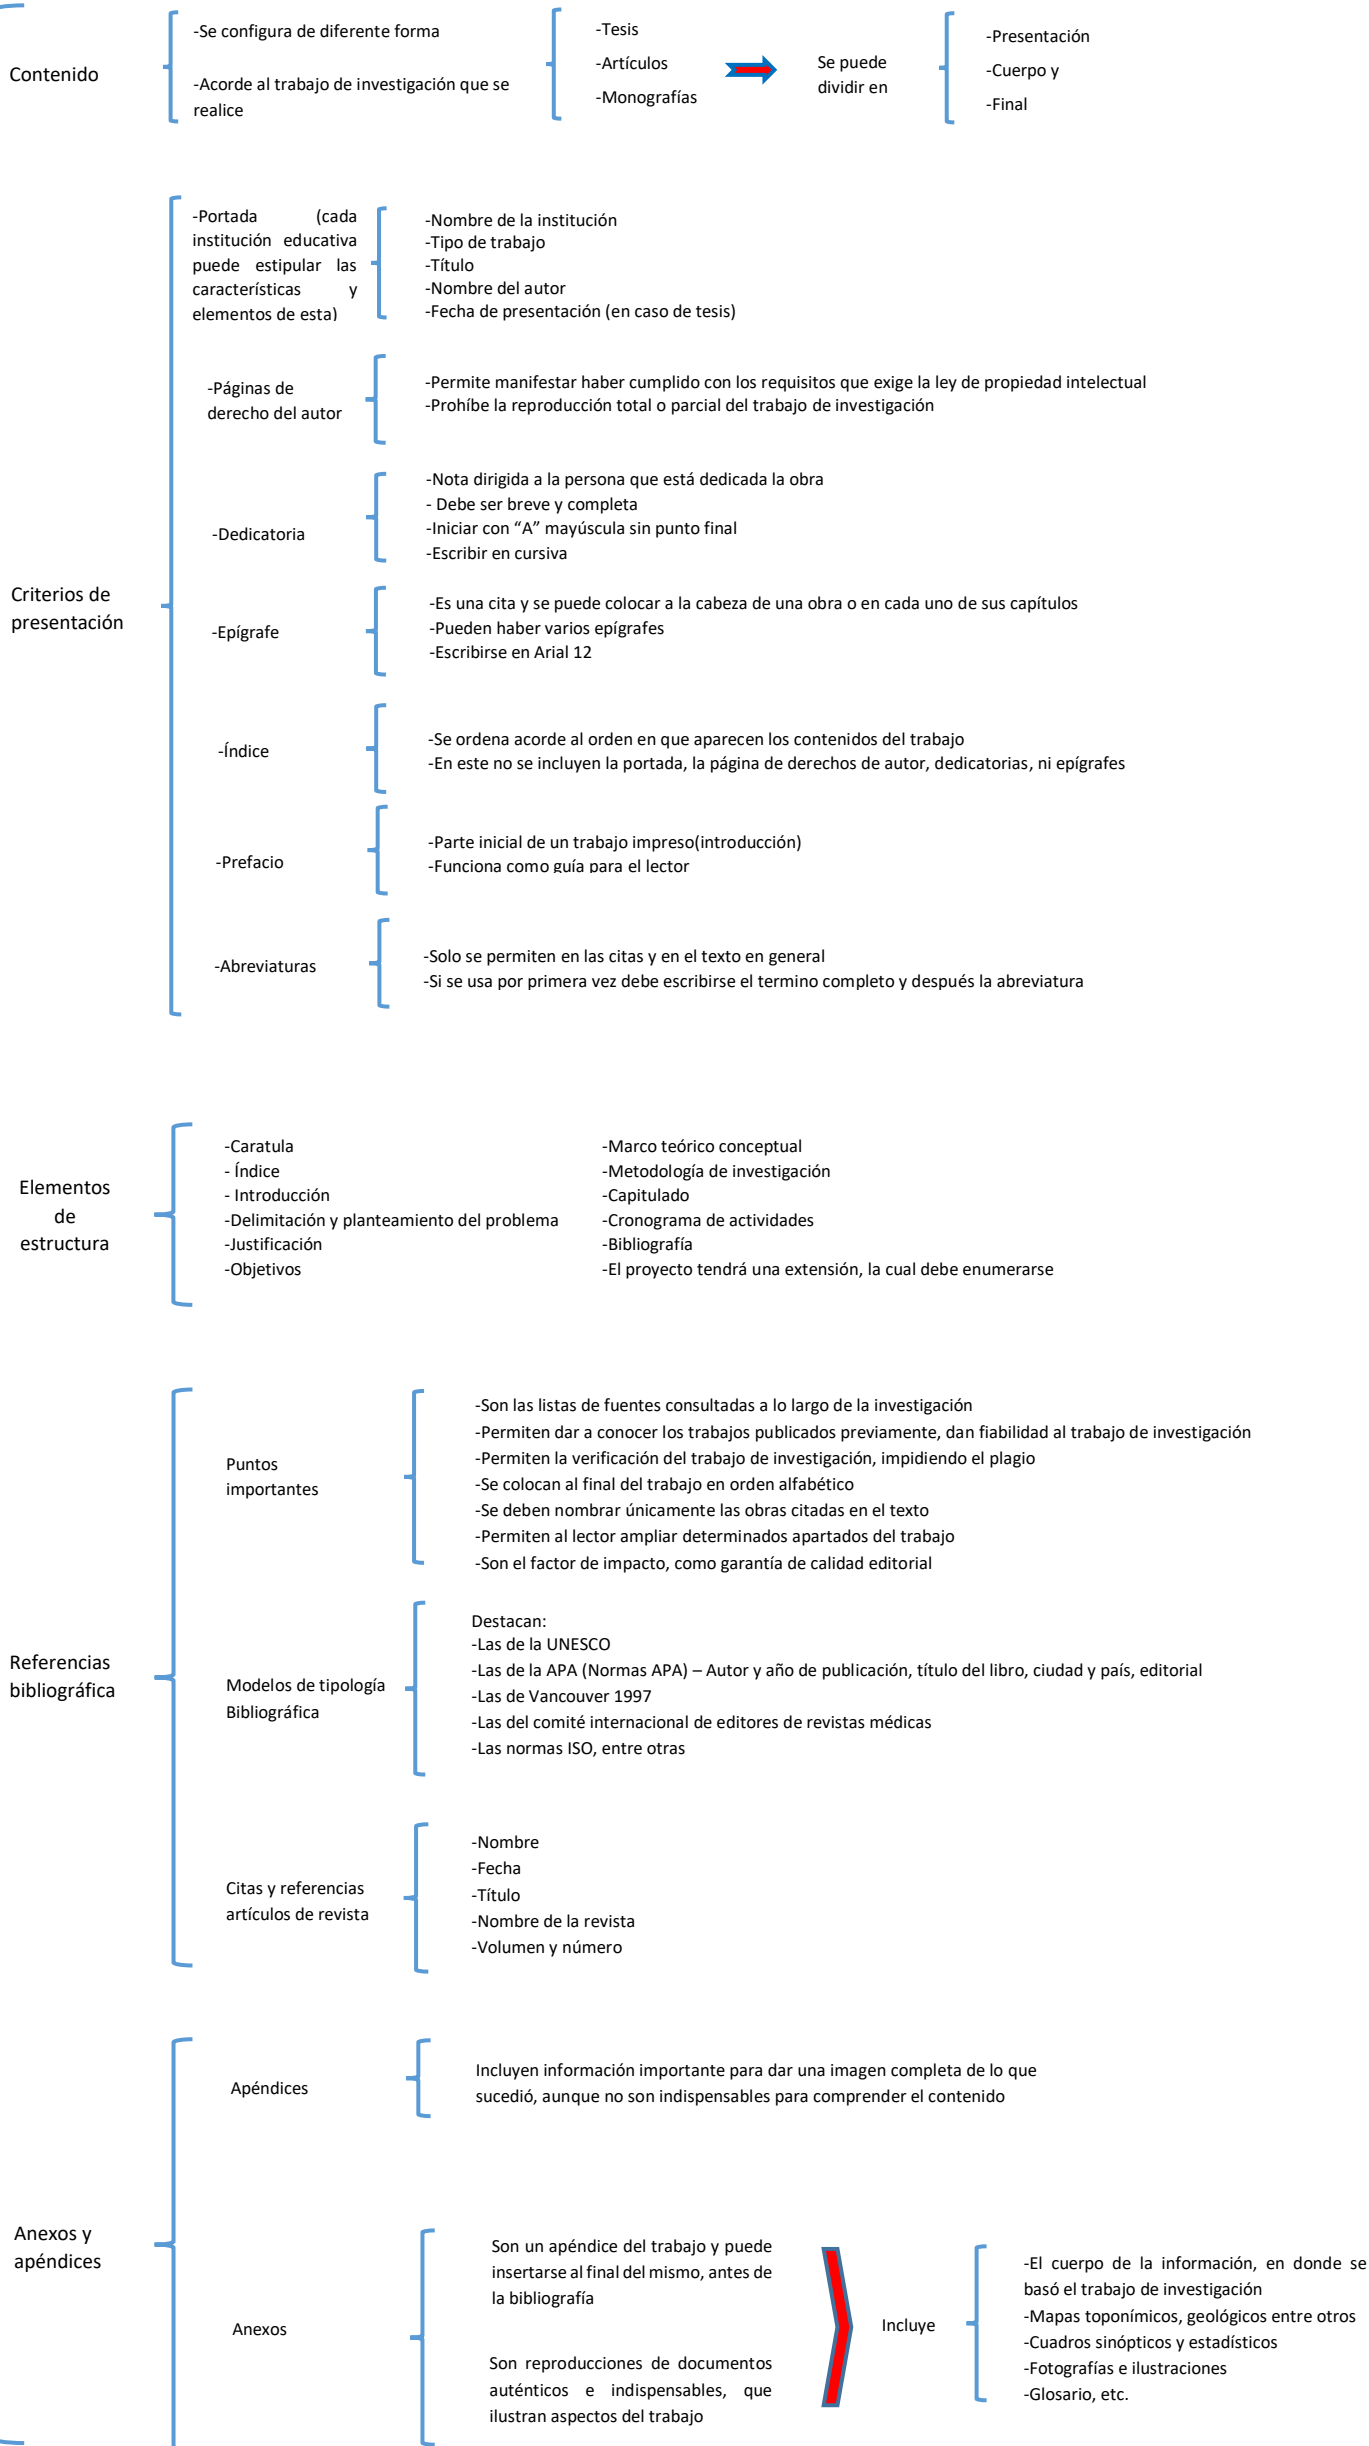 Contenido
-Se configura de diferente forma
-Acorde al trabajo de investigación que se
realice
-Tesis
-Artículos
-Monografías
Se puede
dividir en
-Presentación
-Cuerpo y
-Final
Criterios de
presentación
-Portada (cada
institución educativa
puede estipular las
características y
elementos de esta)
-Nombre de la institución
-Tipo de trabajo
-Título
-Nombre del autor
-Fecha de presentación (en caso de tesis)
-Páginas de
derecho del autor
-Permite manifestar haber cumplido con los requisitos que exige la ley de propiedad intelectual
-Prohíbe la reproducción total o parcial del trabajo de investigación
-Dedicatoria
-Nota dirigida a la persona que está dedicada la obra
- Debe ser breve y completa
-Iniciar con “A” mayúscula sin punto final
-Escribir en cursiva
-Epígrafe
-Es una cita y se puede colocar a la cabeza de una obra o en cada uno de sus capítulos
-Pueden haber varios epígrafes
-Escribirse en Arial 12
-Índice
-Se ordena acorde al orden en que aparecen los contenidos del trabajo
-En este no se incluyen la portada, la página de derechos de autor, dedicatorias, ni epígrafes
-Prefacio
-Parte inicial de un trabajo impreso(introducción)
-Funciona como guía para el lector
-Abreviaturas
-Solo se permiten en las citas y en el texto en general
-Si se usa por primera vez debe escribirse el termino completo y después la abreviatura
Elementos
de
estructura
-Caratula
- Índice
- Introducción
-Delimitación y planteamiento del problema
-Justificación
-Objetivos
-Marco teórico conceptual
-Metodología de investigación
-Capitulado
-Cronograma de actividades
-Bibliografía
-El proyecto tendrá una extensión, la cual debe enumerarse
Referencias
bibliográfica
Puntos
importantes
-Son las listas de fuentes consultadas a lo largo de la investigación
-Permiten dar a conocer los trabajos publicados previamente, dan fiabilidad al trabajo de investigación
-Permiten la verificación del trabajo de investigación, impidiendo el plagio
-Se colocan al final del trabajo en orden alfabético
-Se deben nombrar únicamente las obras citadas en el texto
-Permiten al lector ampliar determinados apartados del trabajo
-Son el factor de impacto, como garantía de calidad editorial
Modelos de tipología
Bibliográfica
Destacan:
-Las de la UNESCO
-Las de la APA (Normas APA) – Autor y año de publicación, título del libro, ciudad y país, editorial
-Las de Vancouver 1997
-Las del comité internacional de editores de revistas médicas
-Las normas ISO, entre otras
Citas y referencias
artículos de revista
-Nombre
-Fecha
-Título
-Nombre de la revista
-Volumen y número
Anexos y
apéndices
Apéndices
Incluyen información importante para dar una imagen completa de lo que
sucedió, aunque no son indispensables para comprender el contenido
Anexos
Son un apéndice del trabajo y puede
insertarse al final del mismo, antes de
la bibliografía
Son reproducciones de documentos
auténticos e indispensables, que
ilustran aspectos del trabajo
Incluye
-El cuerpo de la información, en donde se
basó el trabajo de investigación
-Mapas toponímicos, geológicos entre otros
-Cuadros sinópticos y estadísticos
-Fotografías e ilustraciones
-Glosario, etc.